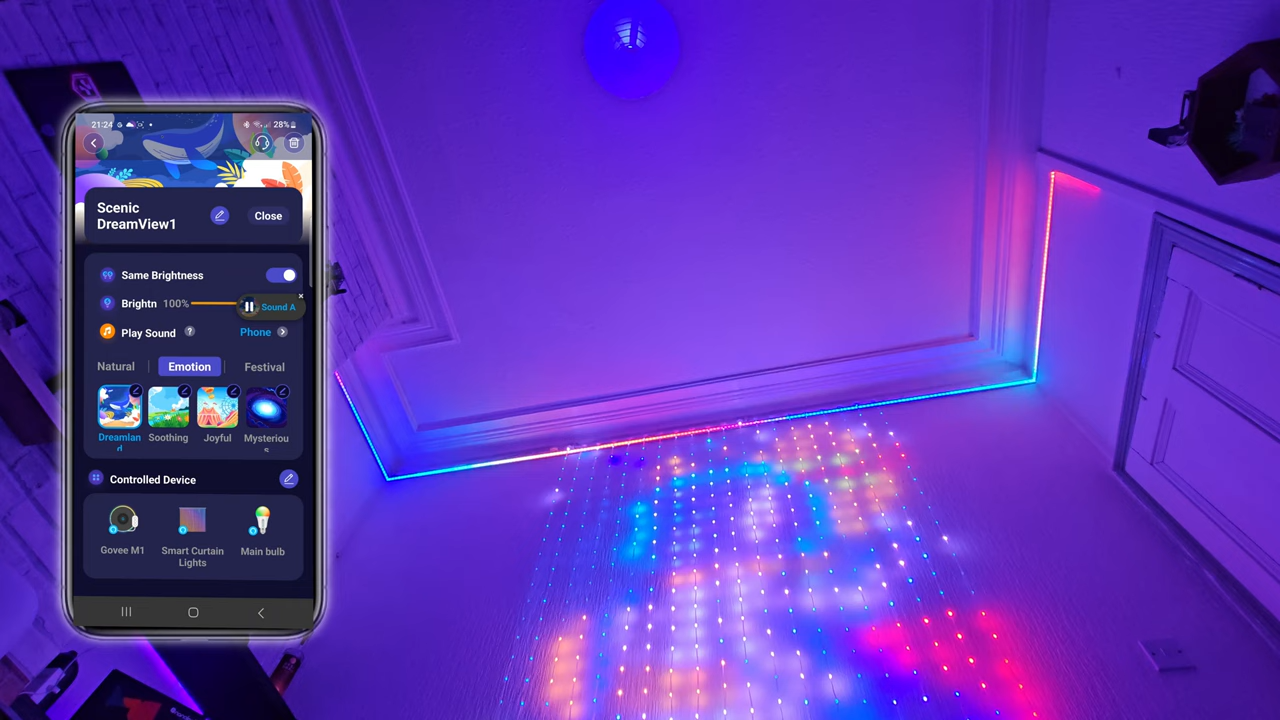 21:24
28%
Scenic
DreamView1
Close
Same Brightness
Brightn 100%
Sound A
Play Sound ?
Phone
Natural
Emotion
Festival
Dreamlan
d
Soothing
Joyful
Mysteriou
s
Controlled Device
Govee M1
Smart Curtain
Lights
Main bulb